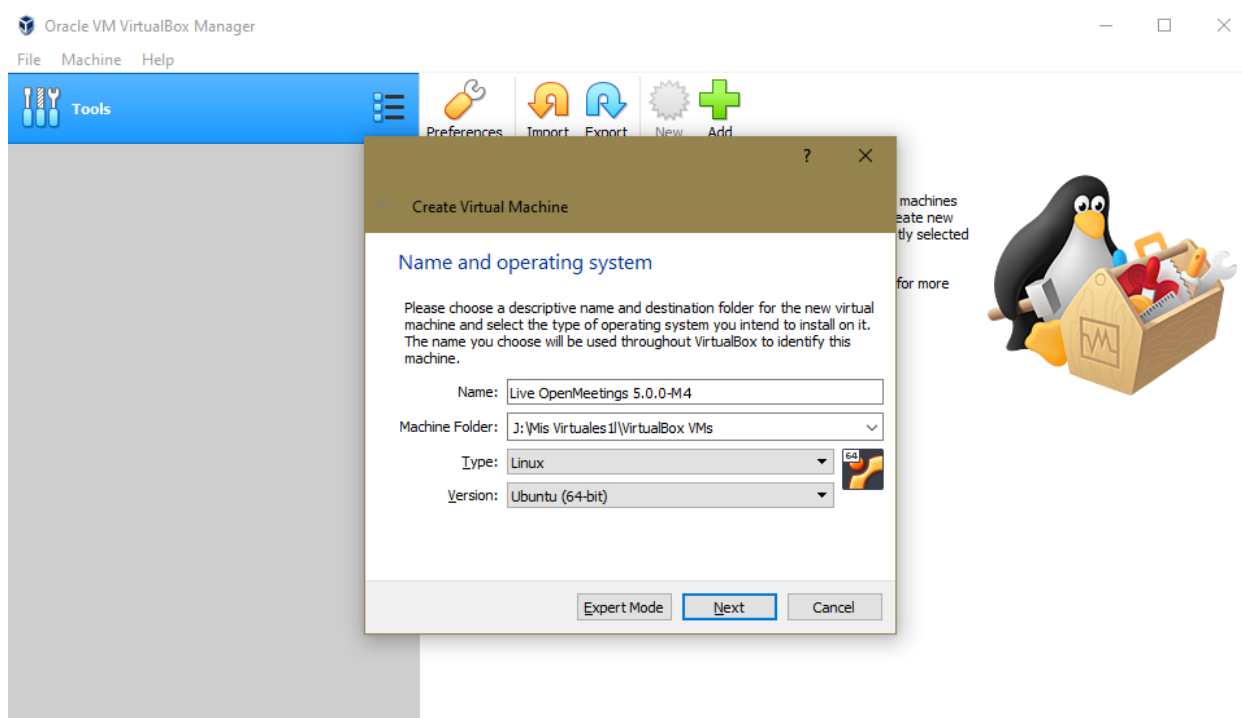 Oracle VM VirtualBox Manager
File Machine Help
Tools
Preferences Import Export New Add
? 
Create Virtual Machine
machines
eate new
tly selected
for more
Name and operating system
Please choose a descriptive name and destination folder for the new virtual
machine and select the type of operating system you intend to install on it.
The name you choose will be used throughout VirtualBox to identify this
machine.
Name: Live OpenMeetings 5.0.0-M4
Machine Folder: J:\Mis Virtuales1l\VirtualBox VMs
Type: Linux
64
Version: Ubuntu (64-bit)
Expert Mode Next Cancel